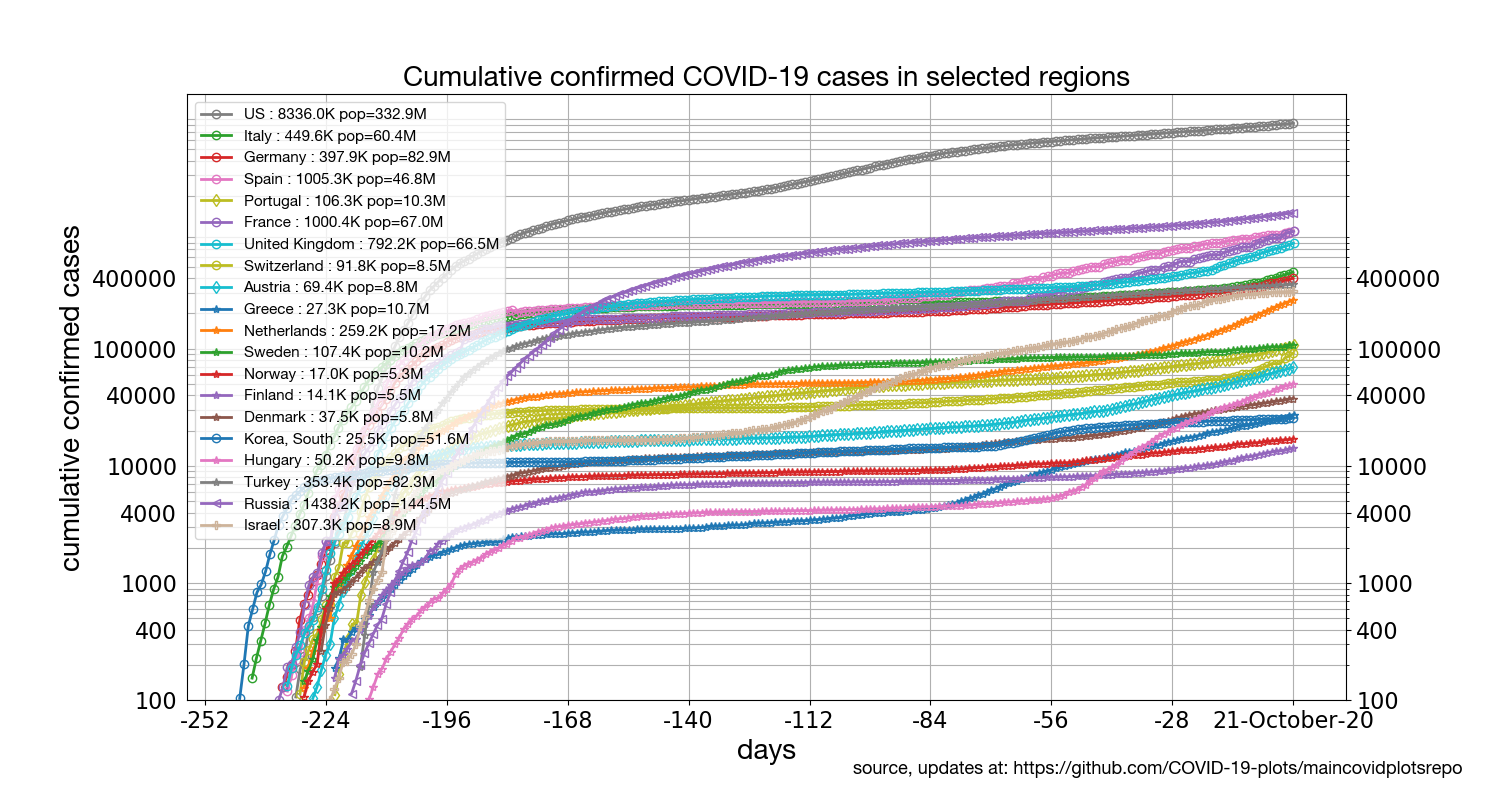 Cumulative confirmed COVID-19 cases in selected regions
US : 8336.0K pop=332.9M
Italy : 449.6K pop=60.4M
Germany : 397.9K pop=82.9M
Spain : 1005.3K pop=46.8M
Portugal : 106.3K pop=10.3M
France : 1000.4K pop=67.0M
United Kingdom : 792.2K pop=66.5M
Switzerland : 91.8K pop=8.5M
Austria : 69.4K pop=8.8M
Greece : 27.3K pop=10.7M
Netherlands : 259.2K pop=17.2M
Sweden : 107.4K pop=10.2M
Norway : 17.0K pop=5.3M
Finland : 14.1K pop=5.5M
Denmark : 37.5K pop=5.8M
Korea, South : 25.5K pop=51.6M
Hungary : 50.2K pop=9.8M
Turkey : 353.4K pop=82.3M
Russia : 1438.2K pop=144.5M
Israel : 307.3K pop=8.9M
cumulative confirmed cases
400000
100000
40000
10000
4000
1000
400
100
400000
100000
40000
10000
4000
1000
400
100
-252 -224 -196 -168 -140 -112 -84 -56 -28 21-October-20
days
source, updates at: https://github.com/COVID-19-plots/maincovidplotsrepo